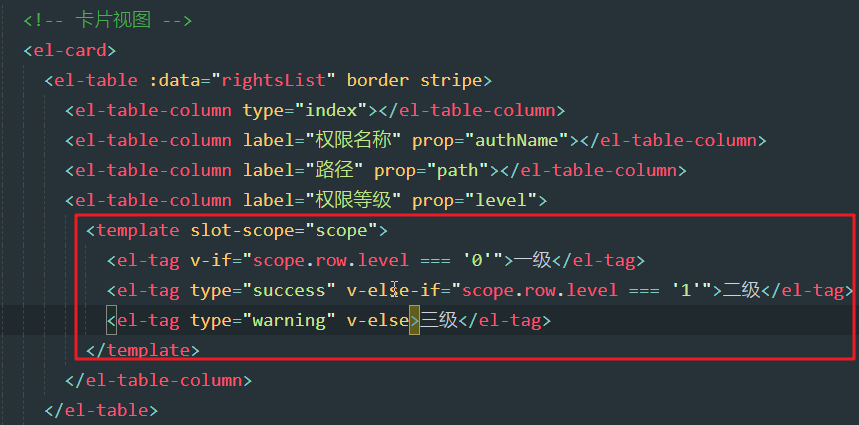 <!-- 卡片视图 -->
<el-card>
<el-table :data="rightsList" border stripe>
<el-table-column type="index"></el-table-column>
<el-table-column label="权限名称" prop="authName"></el-table-column>
<el-table-column label="路径" prop="path"></el-table-column>
<el-table-column label="权限等级" prop="level">
<template slot-scope="scope">
<el-tag v-if="scope.row.level === '0'">一级</el-tag>
<el-tag type="success" v-else-if="scope.row.level === '1'">二级</el-tag>
<el-tag type="warning" v-else>三级</el-tag>
</template>
</el-table-column>
</el-table>